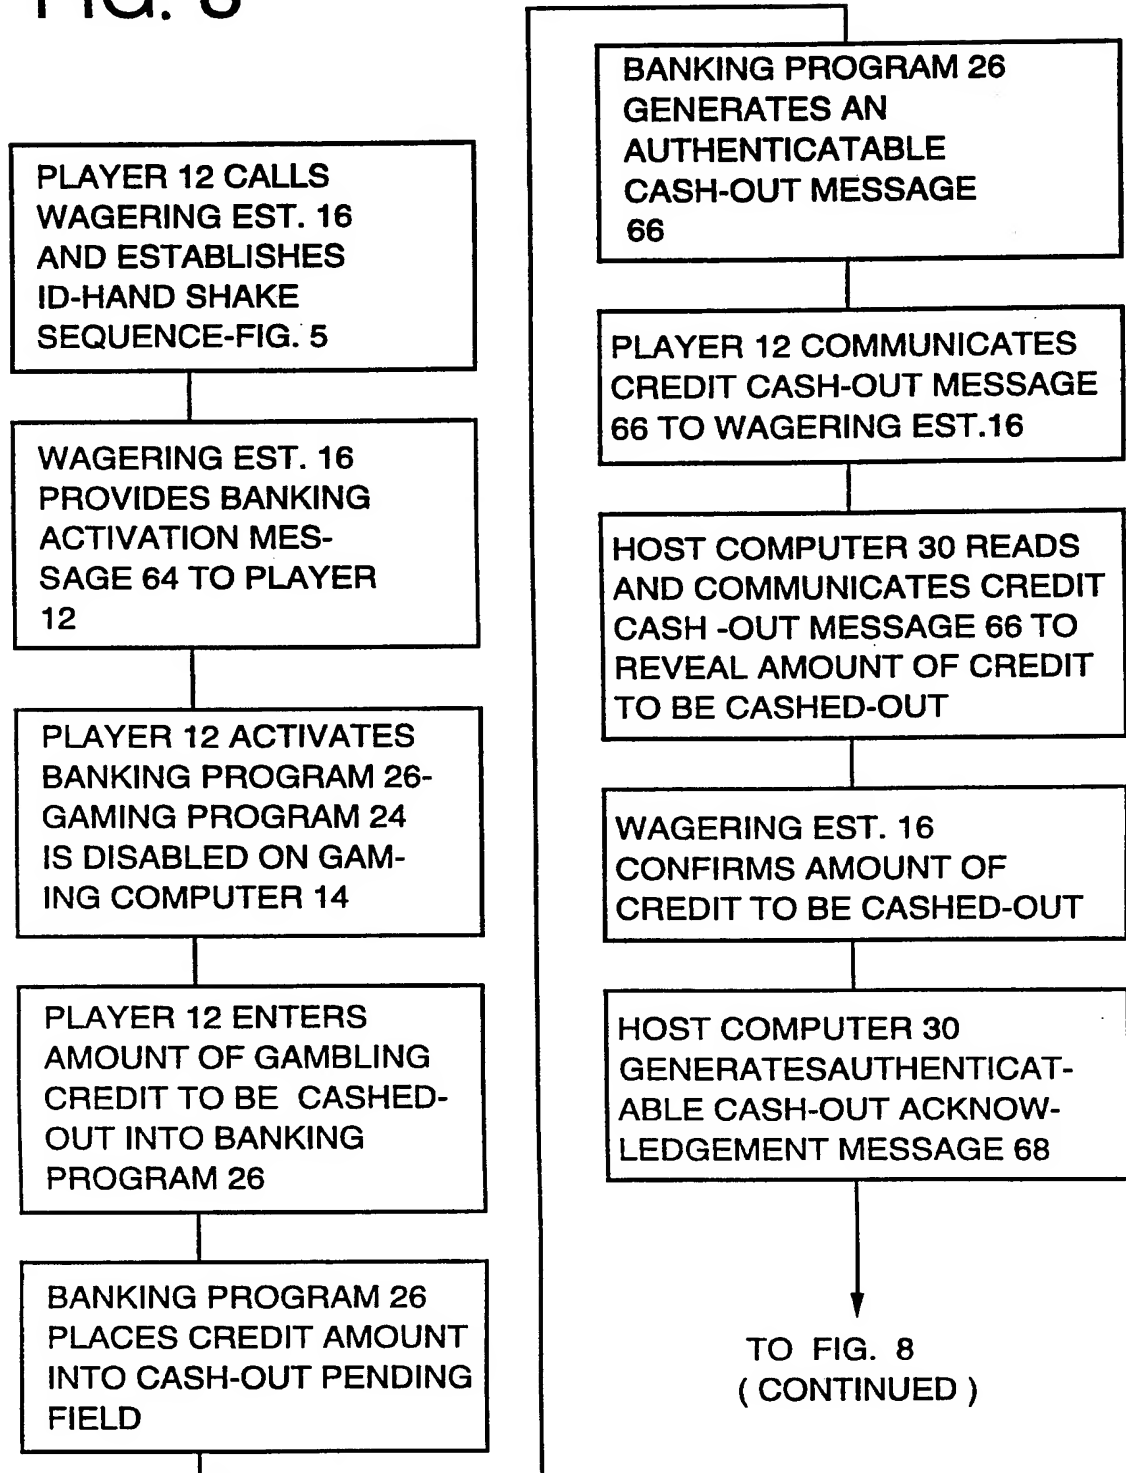 FIG. 8
PLAYER 12 CALLS
WAGERING EST. 16
AND ESTABLISHES
ID-HAND SHAKE
SEQUENCE-FIG. 5
WAGERING EST. 16
PROVIDES BANKING
ACTIVATION MES-
SAGE 64 TO PLAYER
12
PLAYER 12 ACTIVATES
BANKING PROGRAM 26-
GAMING PROGRAM 24
IS DISABLED ON GAM-
ING COMPUTER 14
PLAYER 12 ENTERS
AMOUNT OF GAMBLING
CREDIT TO BE CASHED-
OUT INTO BANKING
PROGRAM 26
BANKING PROGRAM 26
PLACES CREDIT AMOUNT
INTO CASH-OUT PENDING
FIELD
BANKING PROGRAM 26
GENERATES AN
AUTHENTICATABLE
CASH-OUT MESSAGE
66
PLAYER 12 COMMUNICATES
CREDIT CASH-OUT MESSAGE
66 TO WAGERING EST.16
HOST COMPUTER 30 READS
AND COMMUNICATES CREDIT
CASH -OUT MESSAGE 66 TO
REVEAL AMOUNT OF CREDIT
TO BE CASHED-OUT
WAGERING EST. 16
CONFIRMS AMOUNT OF
CREDIT TO BE CASHED-OUT
HOST COMPUTER 30
GENERATESAUTHENTICAT-
ABLE CASH-OUT ACKNOW-
LEDGEMENT MESSAGE 68
TO FIG. 8
( CONTINUED )